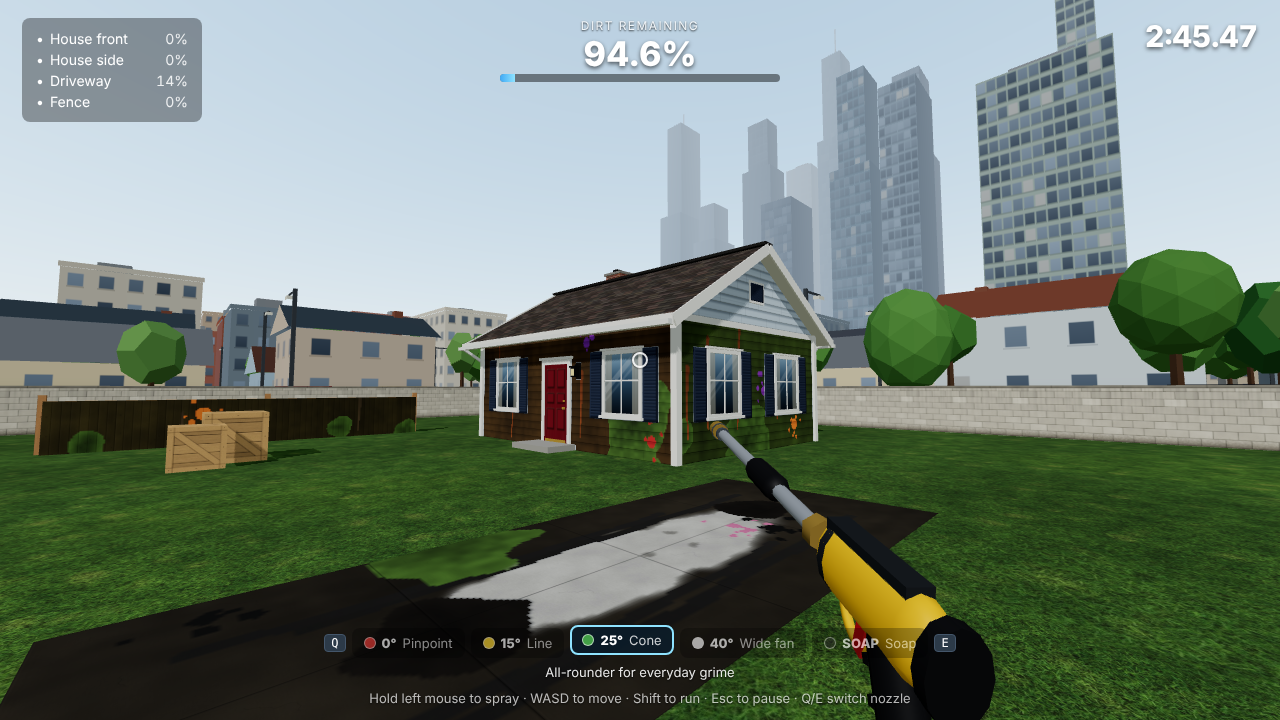 House front 0%
House side 0%
Driveway 14%
Fence 0%
DIRT REMAINING
94.6%
2:45.47
Q 0° Pinpoint 15° Line 25° Cone 40° Wide fan SOAP Soap E
All-rounder for everyday grime
Hold left mouse to spray · WASD to move · Shift to run · Esc to pause · Q/E switch nozzle